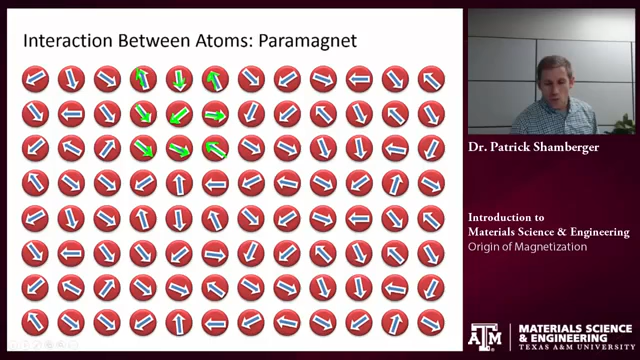 Interaction Between Atoms: Paramagnet
Dr. Patrick Shamberger
Introduction to
Materials Science & Engineering
Origin of Magnetization
ATM
MATERIALS SCIENCE
& ENGINEERING
TEXAS A&M UNIVERSITY